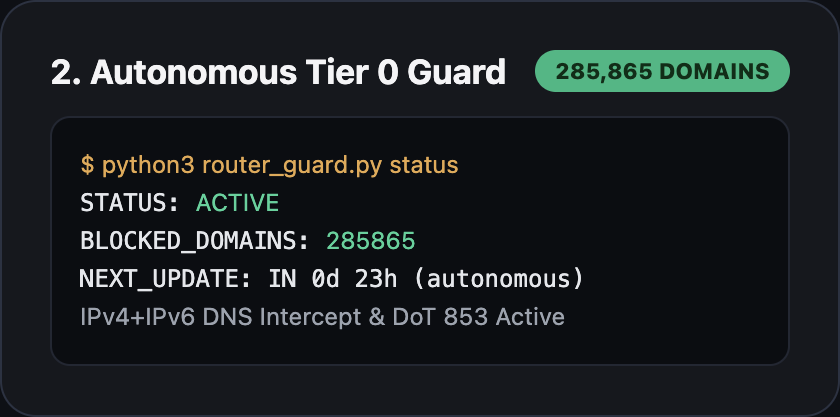 2. Autonomous Tier 0 Guard
285,865 DOMAINS
$ python3 router_guard.py status
STATUS: ACTIVE
BLOCKED_DOMAINS: 285865
NEXT_UPDATE: IN 0d 23h (autonomous)
IPv4+IPv6 DNS Intercept & DoT 853 Active